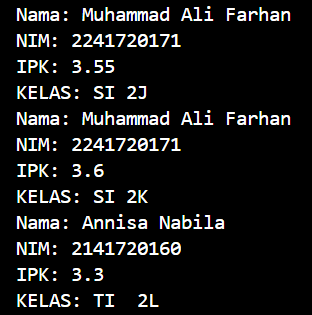 Nama: Muhammad Ali Farhan
NIM: 2241720171
IPK: 3.55
KELAS: SI 2J
Nama: Muhammad Ali Farhan
NIM: 2241720171
IPK: 3.6
KELAS: SI 2K
Nama: Annisa Nabila
NIM: 2141720160
IPK: 3.3
KELAS: TI  2L